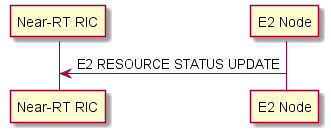 Near-RT RIC
E2 Node
E2 RESOURCE STATUS UPDATE
Near-RT RIC
E2 Node